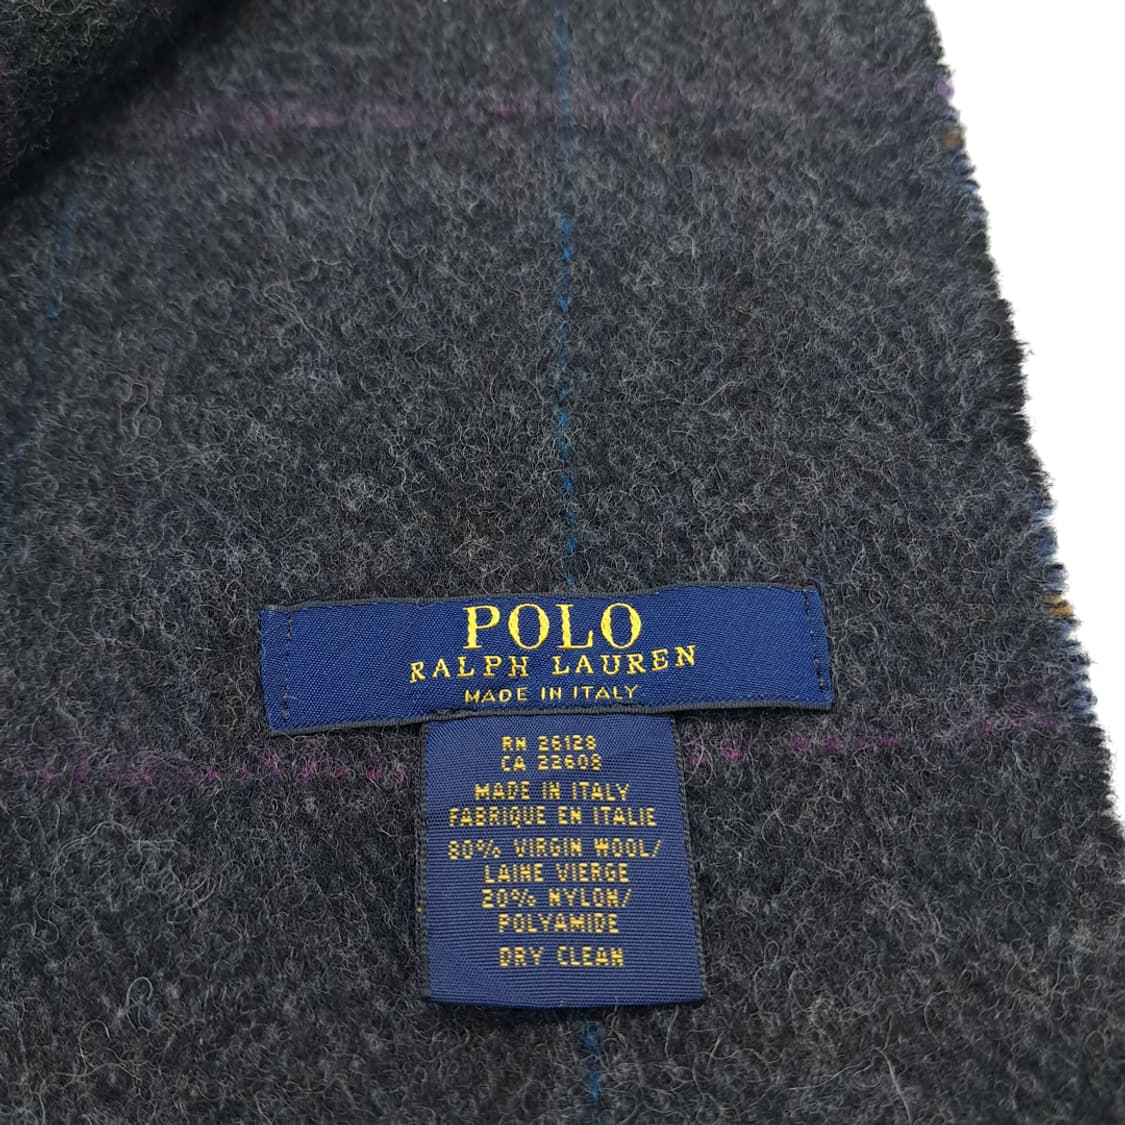 POLO
RALPH LAUREN
MADE IN ITALY
RN 26128
CA 22608
MADE IN ITALY
FABRIQUE EN ITALIE
80% VIRGIN WOOL/
LAINE VIERGE
20% NYLON/
POLYAMIDE
DRY CLEAN